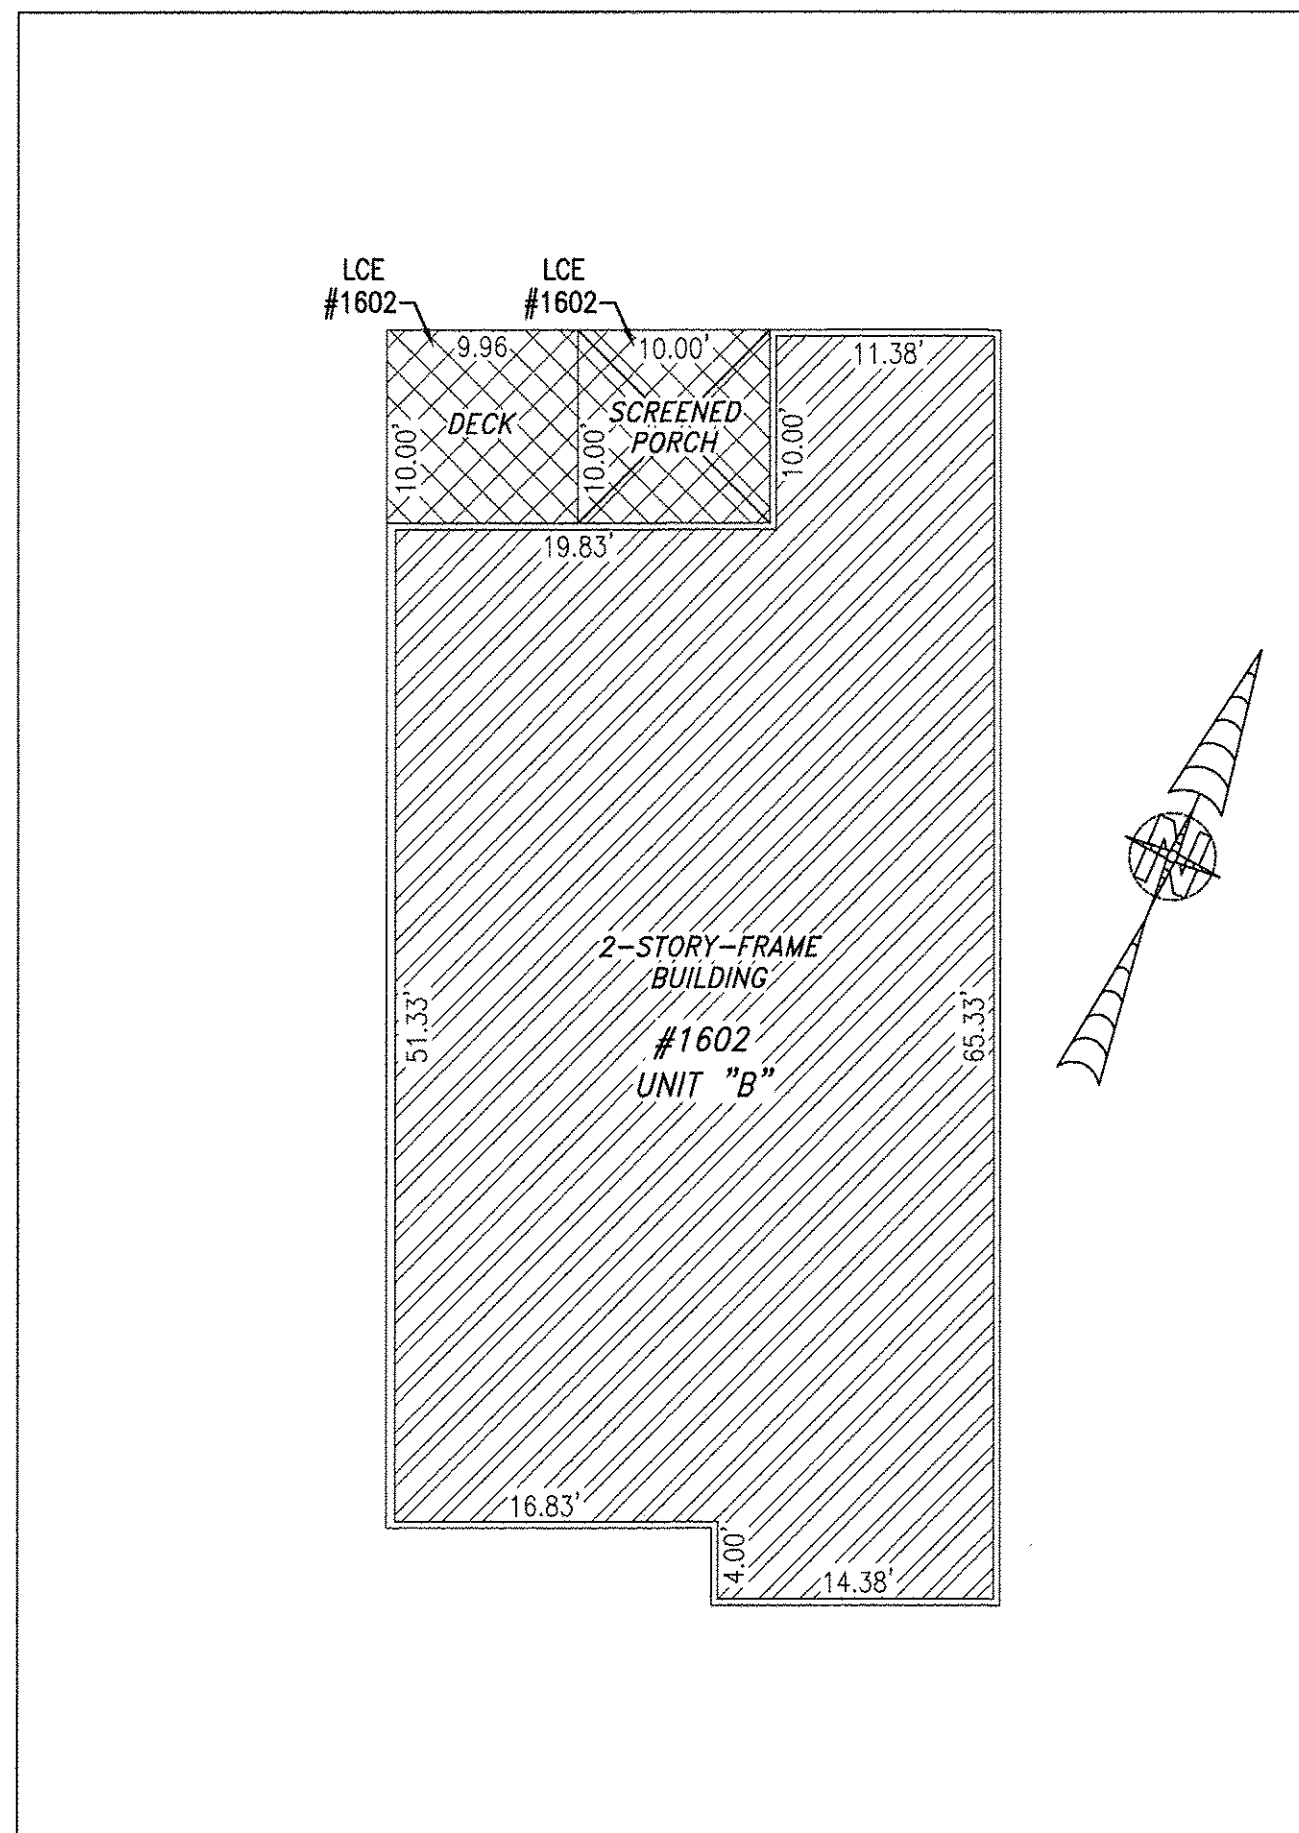 LCE
#1602
LCE
#1602
9.96
10.00'
11.38'
DECK
SCREENED
PORCH
10.00'
10.00'
10.00'
19.83'
2-STORY-FRAME
BUILDING
#1602
UNIT "B"
51.33'
65.33'
N
16.83'
4.00'
14.38'